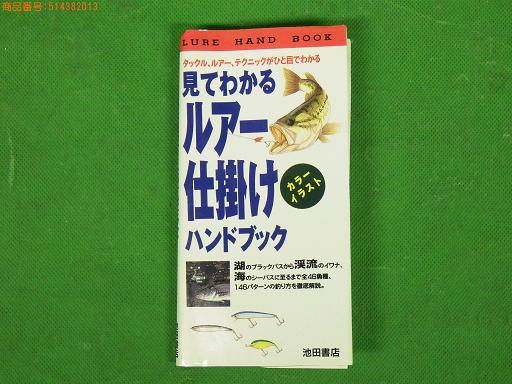 商品番号:514382013
LURE HAND BOOK
タックル、ルアー、テクニックがひと目でわかる
見てわかる
ルアー
仕掛け
ハンドブック
カラー
イラスト
湖のブラックバスから渓流のイワナ、
海のシーバスに至るまで全46魚種、
146パターンの釣り方を徹底解説。
池田書店